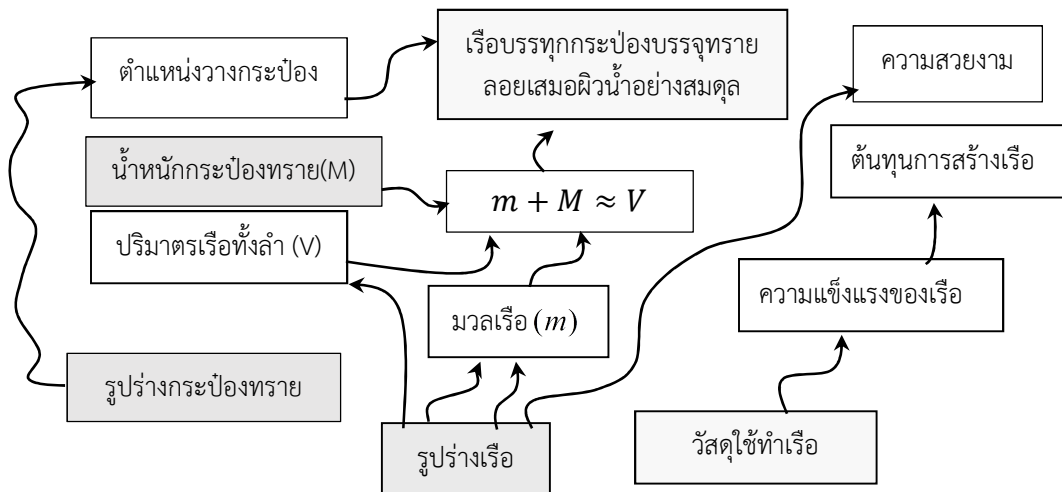 เรือบรรทุกกระป๋องบรรจุทราย
ลอยเสมอผิวน้ำอย่างสมดุล
ตำแหน่งวางกระป๋อง
ความสวยงาม
น้ำหนักกระป๋องทราย(M)
ต้นทุนการสร้างเรือ
m + M ≈ V
ปริมาตรเรือทั้งลำ (V)
ความแข็งแรงของเรือ
มวลเรือ (m)
รูปร่างกระป๋องทราย
รูปร่างเรือ
วัสดุใช้ทำเรือ